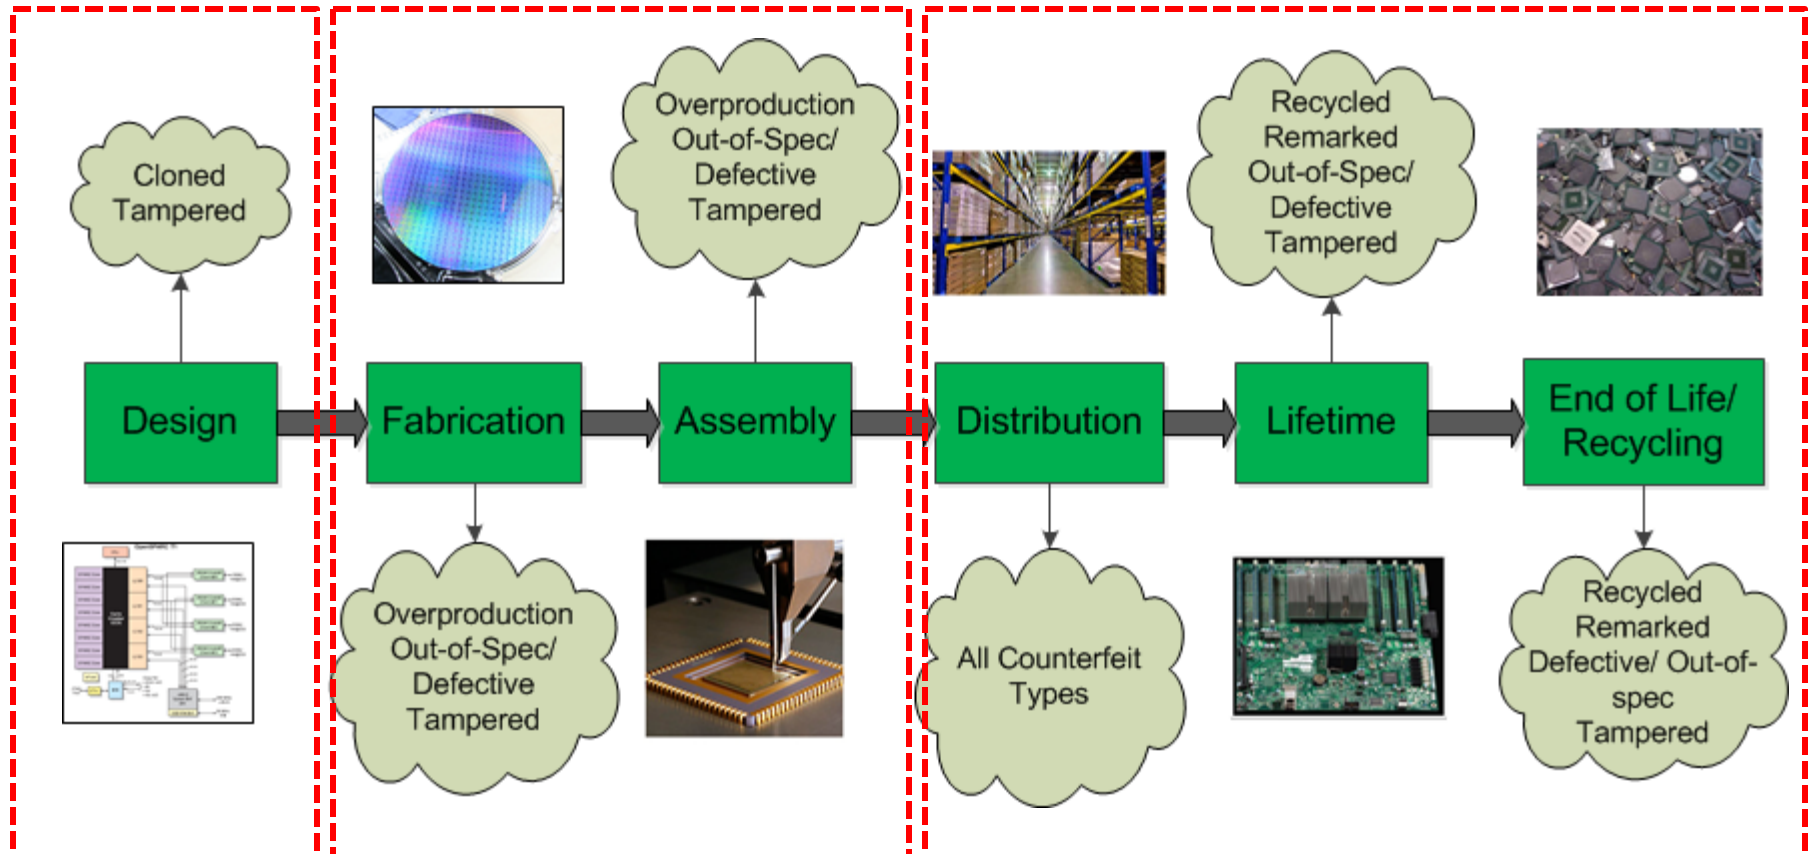 Cloned
Tampered
Overproduction
Out-of-Spec/
Defective
Tampered
Recycled
Remarked
Out-of-Spec/
Defective
Tampered
Design
Fabrication
Assembly
Distribution
Lifetime
End of Life/
Recycling
Overproduction
Out-of-Spec/
Defective
Tampered
All Counterfeit
Types
Recycled
Remarked
Defective/ Out-of-
spec
Tampered